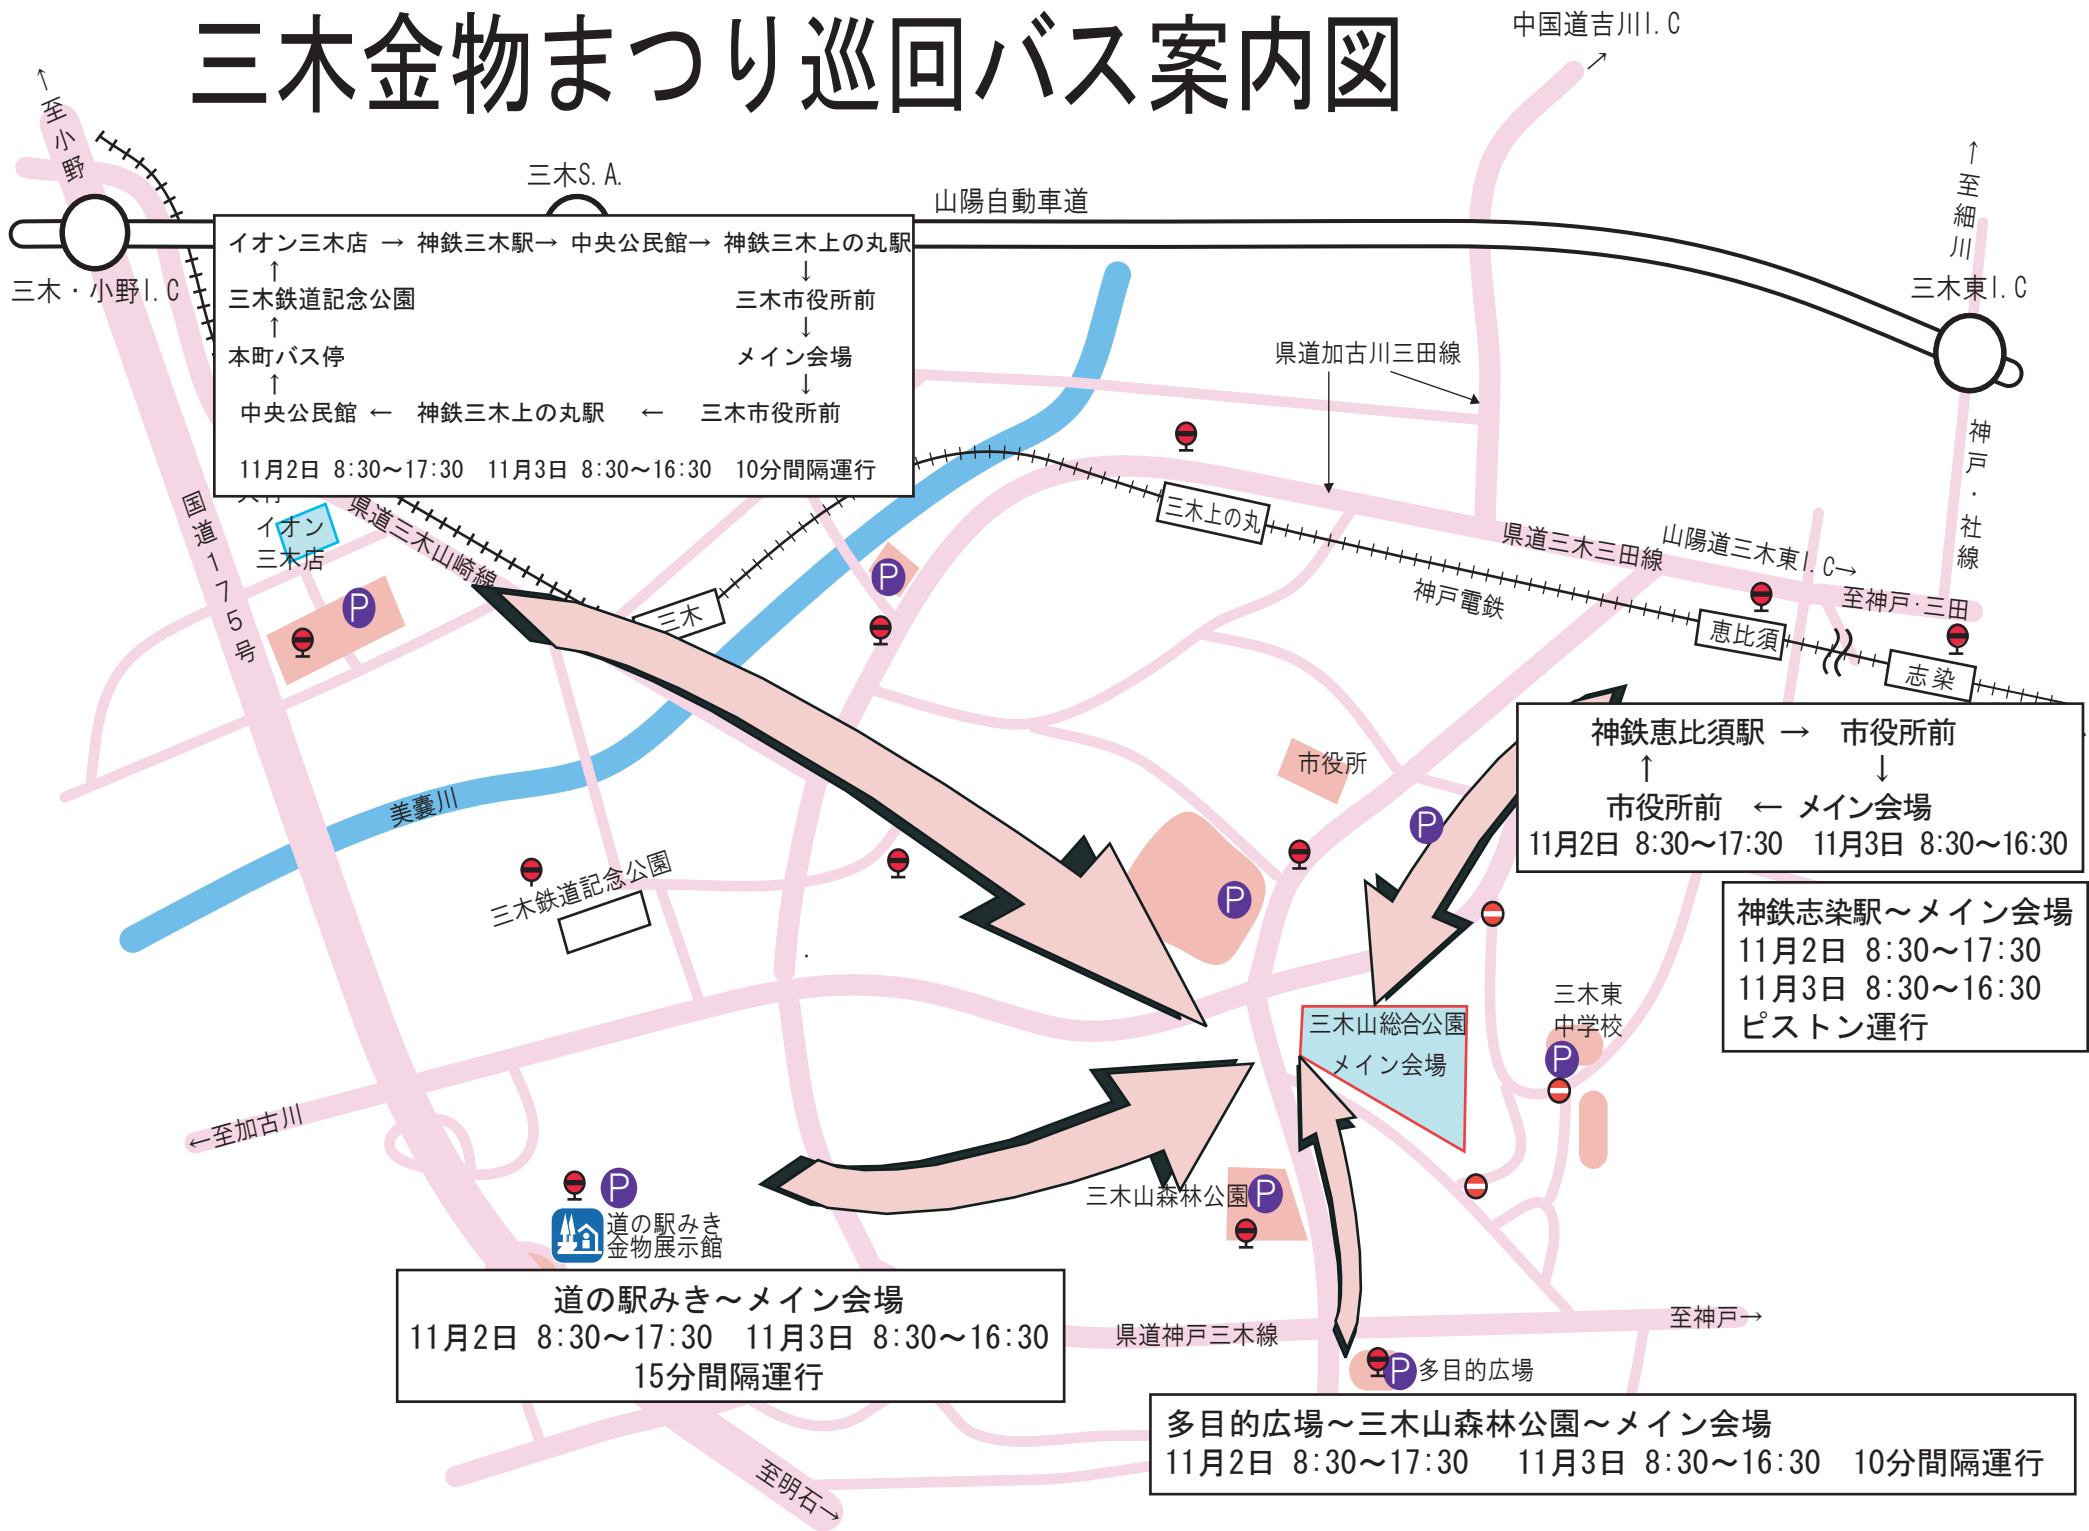 三木金物まつり巡回バス案内図
中国道吉川I.C
↗
←至小野
三木S.A.
山陽自動車道
←至細川
三木・小野I.C
三木東I.C
イオン三木店 → 神鉄三木駅→ 中央公民館→ 神鉄三木上の丸駅
↑ ↓
三木鉄道記念公園 三木市役所前
↑ ↓
本町バス停 メイン会場
↑ ↓
中央公民館 ← 神鉄三木上の丸駅 ← 三木市役所前
11月2日 8:30～17:30 11月3日 8:30～16:30 10分間隔運行
県道加古川三田線
神戸・社線
国道175号
イオン
三木店
県道三木山崎線
三木上の丸
県道三木三田線
山陽道三木東I.C→
至神戸・三田
神戸電鉄
三木
恵比須
志染
P
P
市役所
美嚢川
三木鉄道記念公園
P
P
神鉄恵比須駅 → 市役所前
↑ ↓
市役所前 ← メイン会場
11月2日 8:30～17:30 11月3日 8:30～16:30
神鉄志染駅～メイン会場
11月2日 8:30～17:30
11月3日 8:30～16:30
ピストン運行
三木東
中学校
P
三木山総合公園
メイン会場
←至加古川
P
道の駅みき
金物展示館
三木山森林公園
P
道の駅みき～メイン会場
11月2日 8:30～17:30 11月3日 8:30～16:30
15分間隔運行
県道神戸三木線
至神戸→
P
多目的広場
多目的広場～三木山森林公園～メイン会場
11月2日 8:30～17:30 11月3日 8:30～16:30 10分間隔運行
至明石→